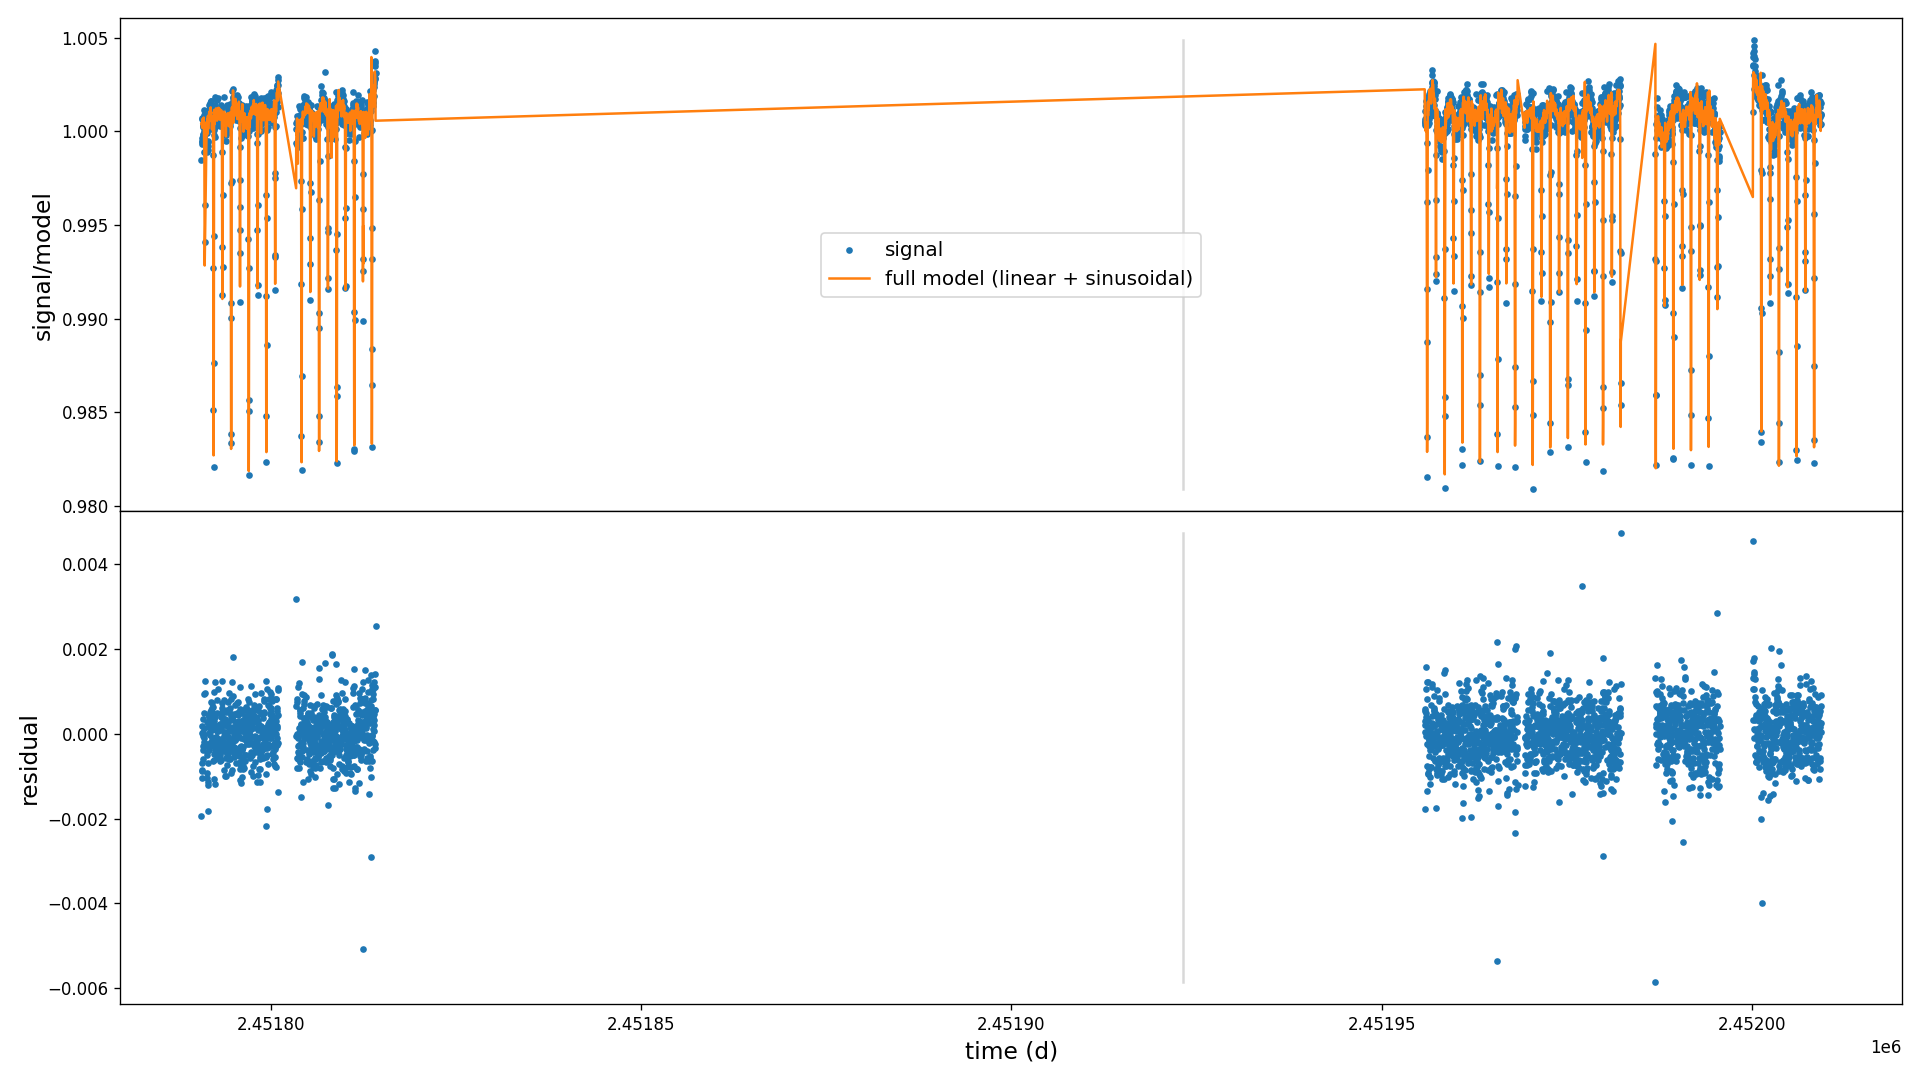 1.005
1.000
0.995
0.990
0.985
0.980
signal/model
signal
full model (linear + sinusoidal)
0.004
0.002
0.000
−0.002
−0.004
−0.006
residual
2.45180
2.45185
2.45190
2.45195
2.45200
1e6
time (d)